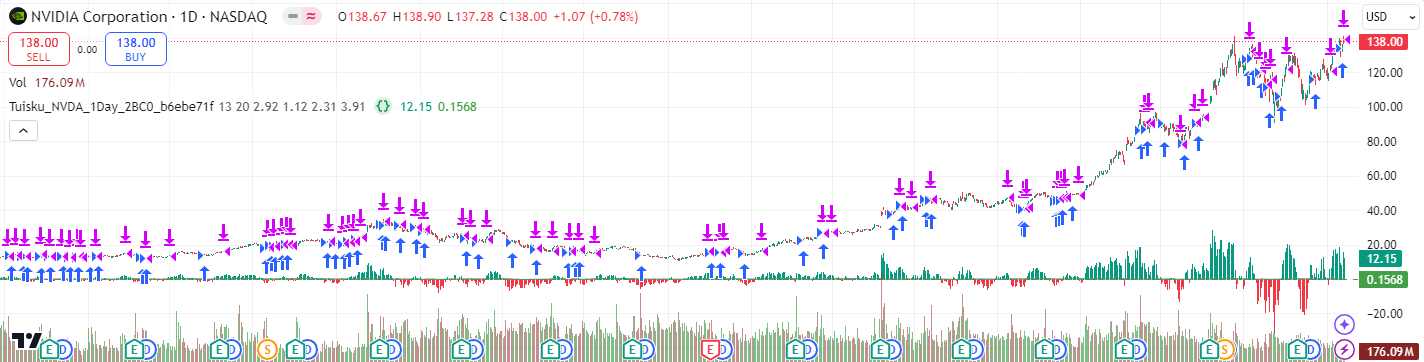 NVIDIA Corporation · 1D · NASDAQ O138.67 H138.90 L137.28 C138.00 +1.07 (+0.78%) USD
138.00 SELL 0.00 138.00 BUY
138.00
Vol 176.09M
120.00
Tuisku_NVDA_1Day_2BC0_b6ebe71f 13 20 2.92 1.12 2.31 3.91 {} 12.15 0.1568
100.00
80.00
60.00
40.00
20.00
12.15
0.1568
−20.00
E D E D E D S E D E D E D E D E D E D E D E D E D E D E S E D
176.09M